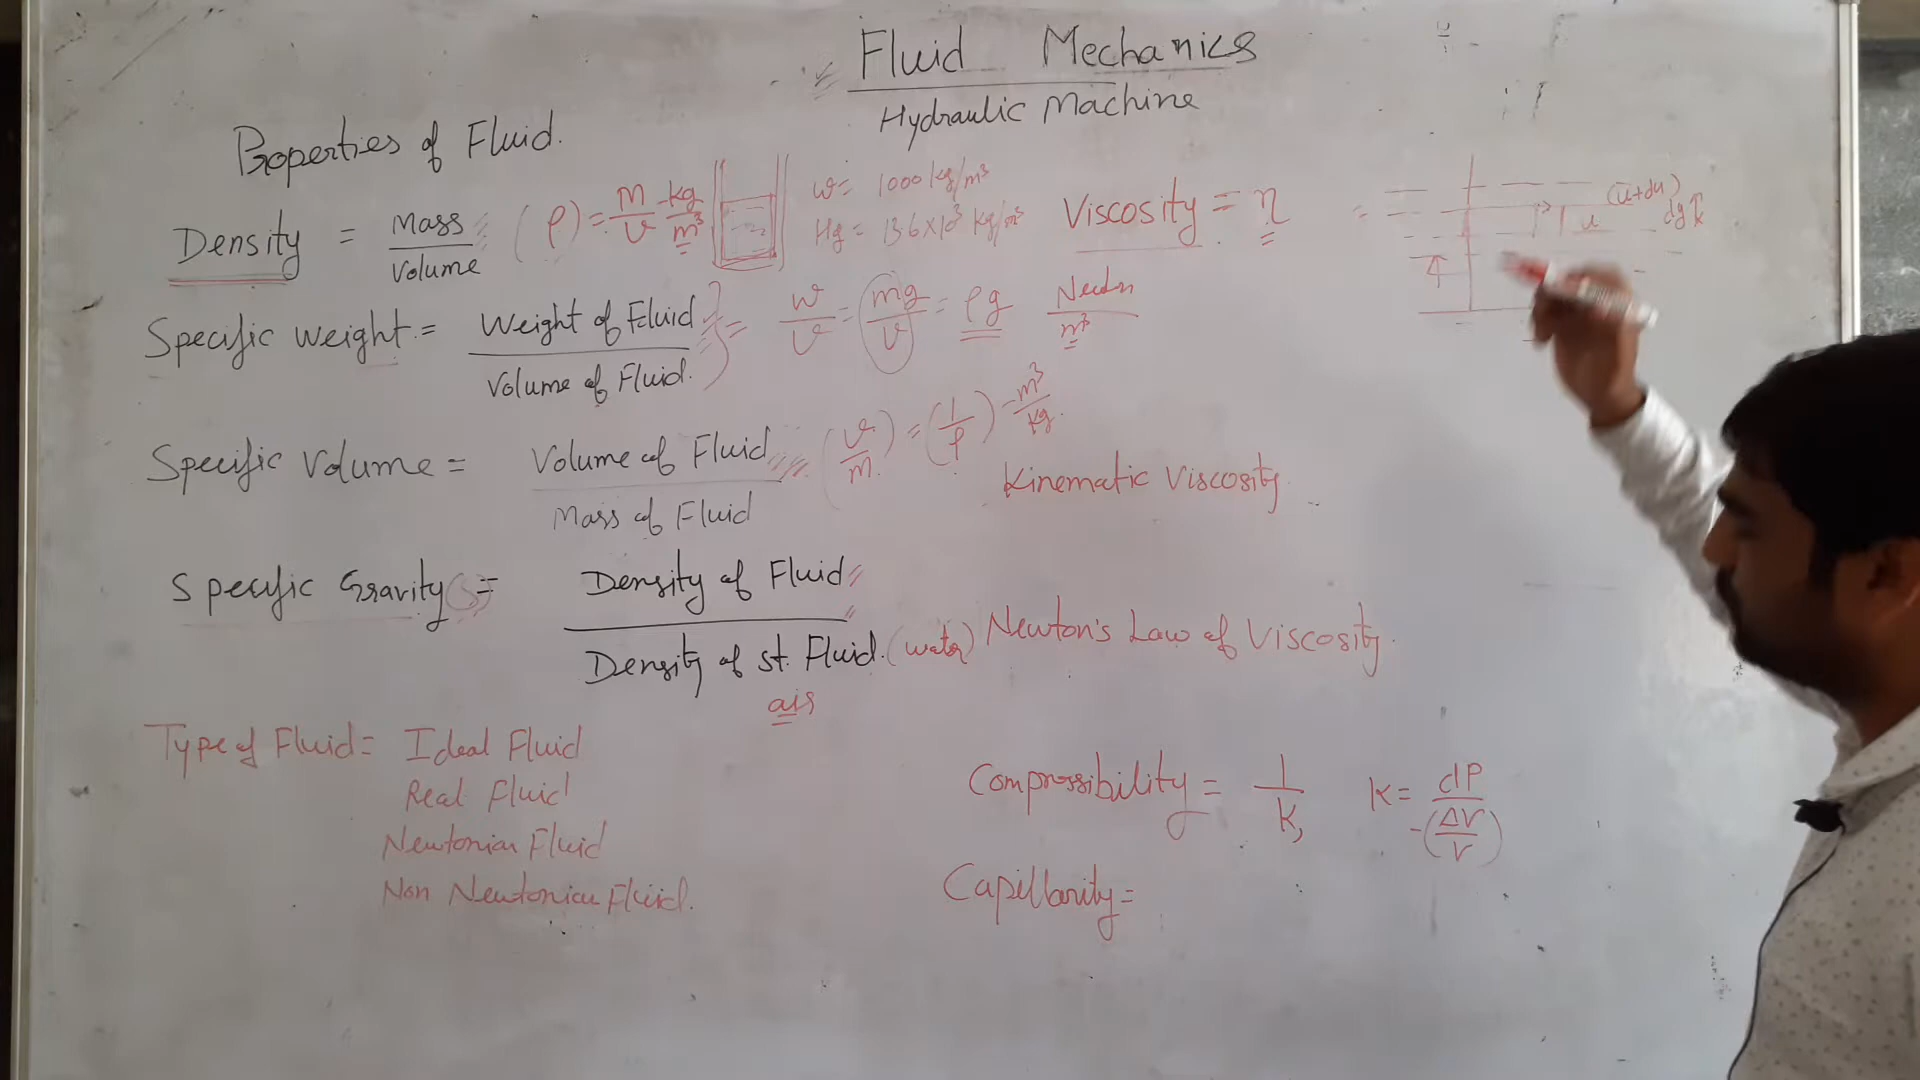 Fluid Mechanics
Hydraulic Machine
Properties of Fluid.
Density = Mass / Volume (ρ) = M/v kg/m³
w = 1000 kg/m³
Hg = 13.6×10³ kg/m³
Viscosity = η
u (u+du) dy
Specific Weight = Weight of Fluid / Volume of Fluid. = w/v = mg/v = ρg Newton/m³
Specific Volume = Volume of Fluid / Mass of Fluid (v/m) = (1/ρ) = m³/kg.
Kinematic Viscosity
Specific Gravity (S) = Density of Fluid / Density of st. Fluid. (water)
air
Newton's Law of Viscosity.
Type of Fluid = Ideal Fluid
Real Fluid
Newtonian Fluid
Non Newtonian Fluid.
Compressibility = 1/K, K = dP / -(ΔV/V)
Capillarity =